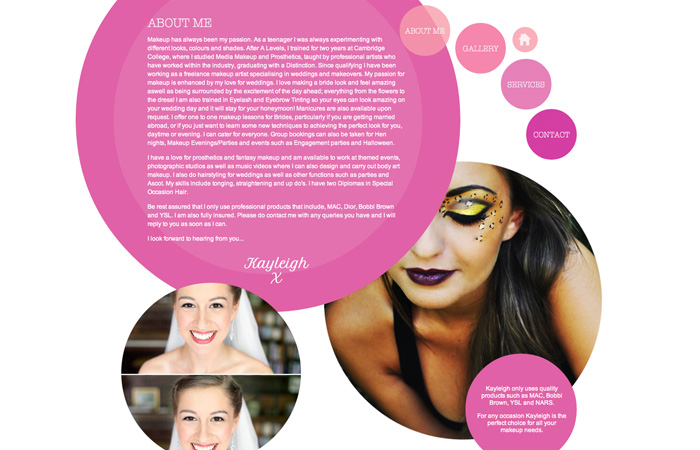 ABOUT ME
Makeup has always been my passion. As a teenager I was always experimenting with
different looks, colours and shades. After A Levels, I trained for two years at Cambridge
College, where I studied Media Makeup and Prosthetics, taught by professional artists who
have worked within the industry, graduating with a Distinction. Since qualifying I have been
working as a freelance makeup artist specialising in weddings and makeovers. My passion for
makeup is enhanced by my love for weddings. I love making a bride look and feel amazing
aswell as being surrounded by the excitement of the day ahead; everything from the flowers to
the dress! I am also trained in Eyelash and Eyebrow Tinting so your eyes can look amazing on
your wedding day and it will stay for your honeymoon! Manicures are also available upon
request. I offer one to one makeup lessons for Brides, particularly if you are getting married
abroad, or if you just want to learn some new techniques to achieving the perfect look for you,
daytime or evening. I can cater for everyone. Group bookings can also be taken for Hen
nights, Makeup Evenings/Parties and events such as Engagement parties and Halloween.
I have a love for prosthetics and fantasy makeup and am available to work at themed events,
photographic studios as well as music videos where I can also design and carry out body art
makeup. I also do hairstyling for weddings as well as other functions such as parties and
Ascot. My skills include tonging, straightening and up do's. I have two Diplomas in Special
Occasion Hair.
Be rest assured that I only use professional products that include, MAC, Dior, Bobbi Brown
and YSL. I am also fully insured. Please do contact me with any queries you have and I will
reply to you as soon as I can.
I look forward to hearing from you...
Kayleigh
X
ABOUT ME
GALLERY
SERVICES
CONTACT
Kayleigh only uses quality
products such as MAC, Bobbi
Brown, YSL and NARS.
For any occasion Kayleigh is the
perfect choice for all your
makeup needs.